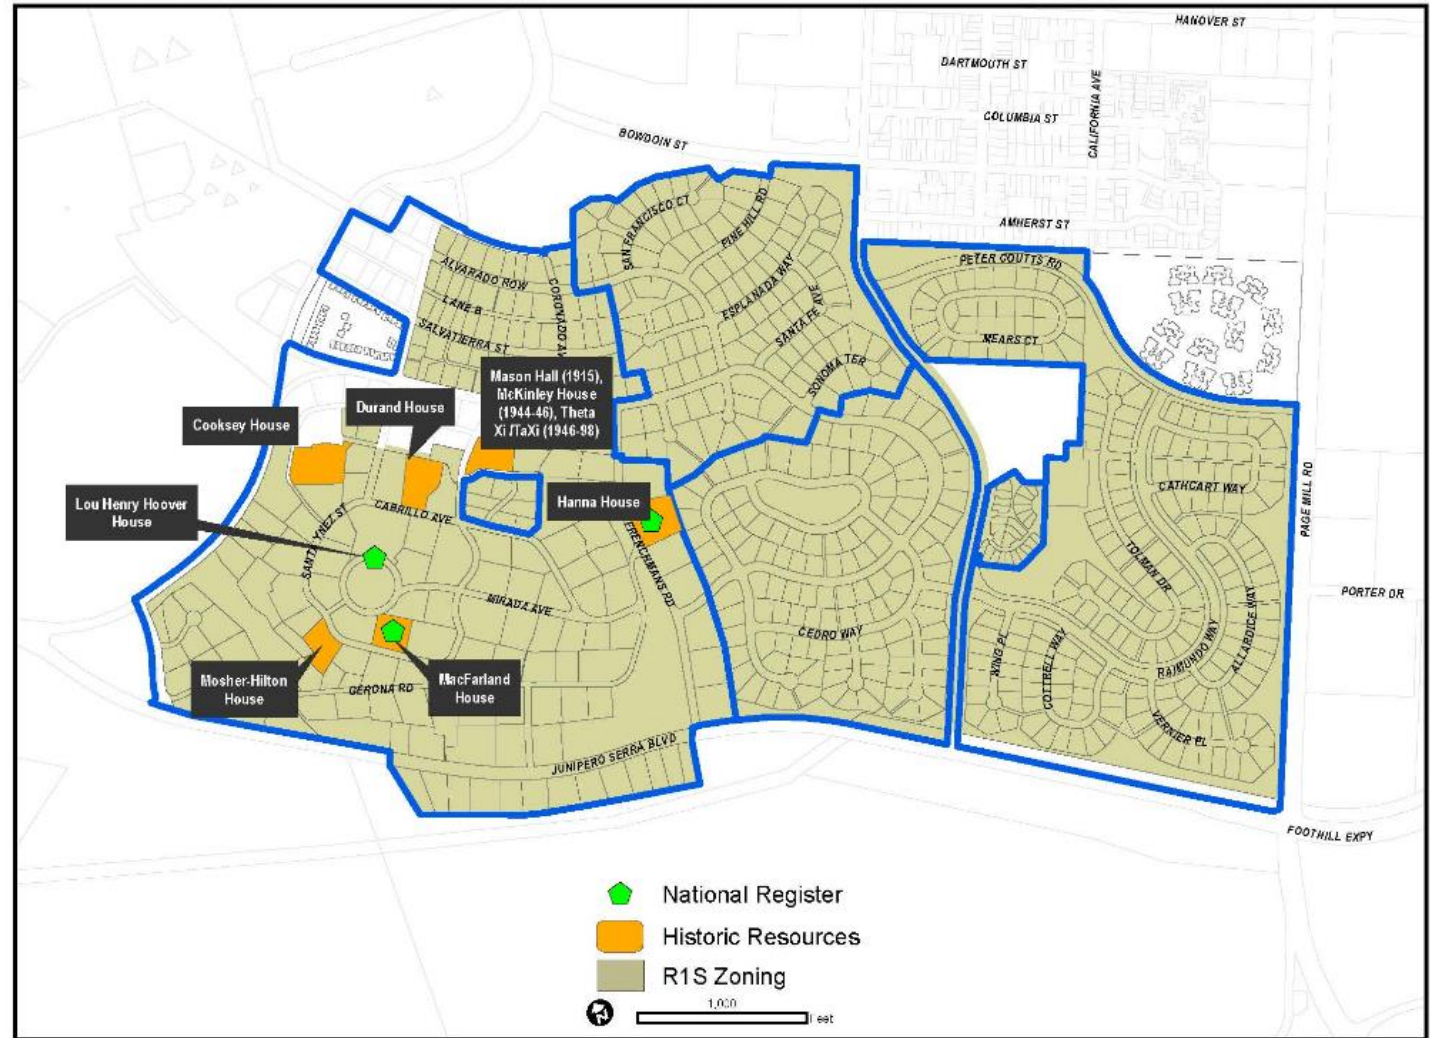 HANOVER ST
DARTMOUTH ST
CALIFORNIA AVE
COLUMBIA ST
BOWDOIN ST
AMHERST ST
SAN FRANCISCO CT
PINE HILL RD
PETER COUTTS RD
ALVARADO ROW
ESPLANADA WAY
LANE B
CORONADO AV
SANTA FE AVE
SALVATIERRA ST
MEARS CT
SONOMA TER
Mason Hall (1915),
McKinley House
(1944-46), Theta
Xi /TaXi (1946-98)
Durand House
Cooksey House
Lou Henry Hoover
House
Hanna House
CATHCART WAY
PAGE MILL RD
CABRILLO AVE
SANTA YNEZ ST
FRENCHMANS RD
TOLMAN DR
MIRADA AVE
PORTER DR
CEDRO WAY
WING PL
COTTRELL WAY
RAIMUNDO WAY
ALLARDICE WAY
Mosher-Hilton
House
GERONA RD
MacFarland
House
VERNIER PL
JUNIPERO SERRA BLVD
FOOTHILL EXPY
National Register
Historic Resources
R1S Zoning
1,000
Feet